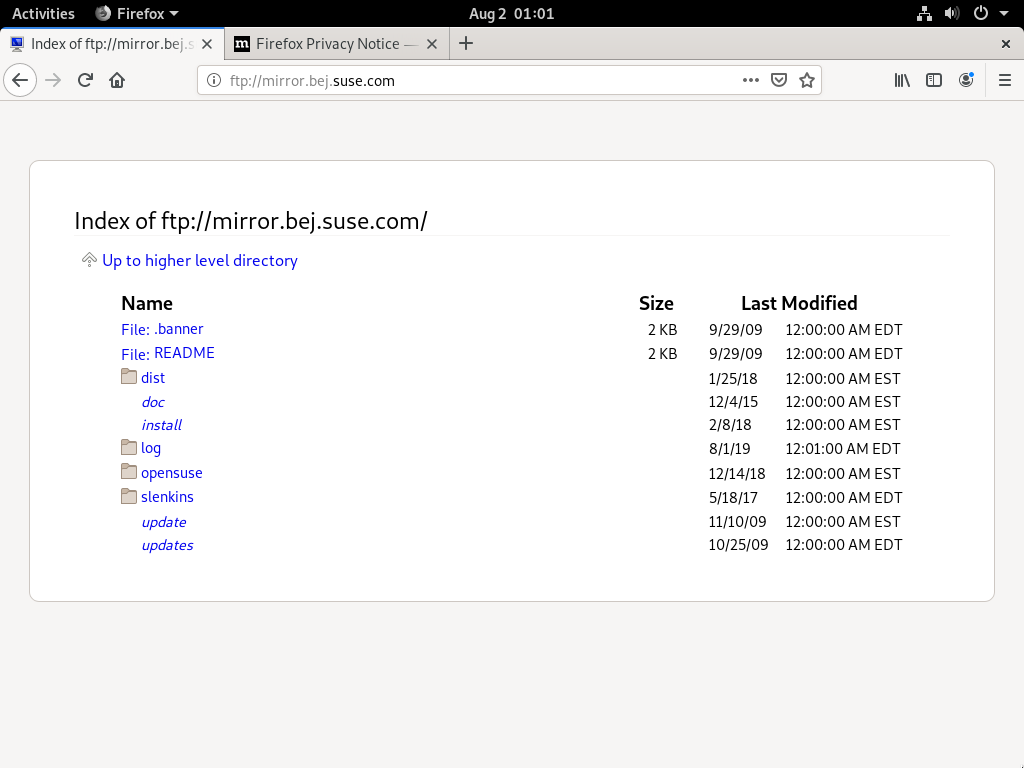 Activities Firefox Aug 2 01:01
Index of ftp://mirror.bej.s Firefox Privacy Notice —
ftp://mirror.bej.suse.com
Index of ftp://mirror.bej.suse.com/
Up to higher level directory
Name Size Last Modified
File: .banner 2 KB 9/29/09 12:00:00 AM EDT
File: README 2 KB 9/29/09 12:00:00 AM EDT
dist 1/25/18 12:00:00 AM EST
doc 12/4/15 12:00:00 AM EST
install 2/8/18 12:00:00 AM EST
log 8/1/19 12:01:00 AM EDT
opensuse 12/14/18 12:00:00 AM EST
slenkins 5/18/17 12:00:00 AM EDT
update 11/10/09 12:00:00 AM EST
updates 10/25/09 12:00:00 AM EDT